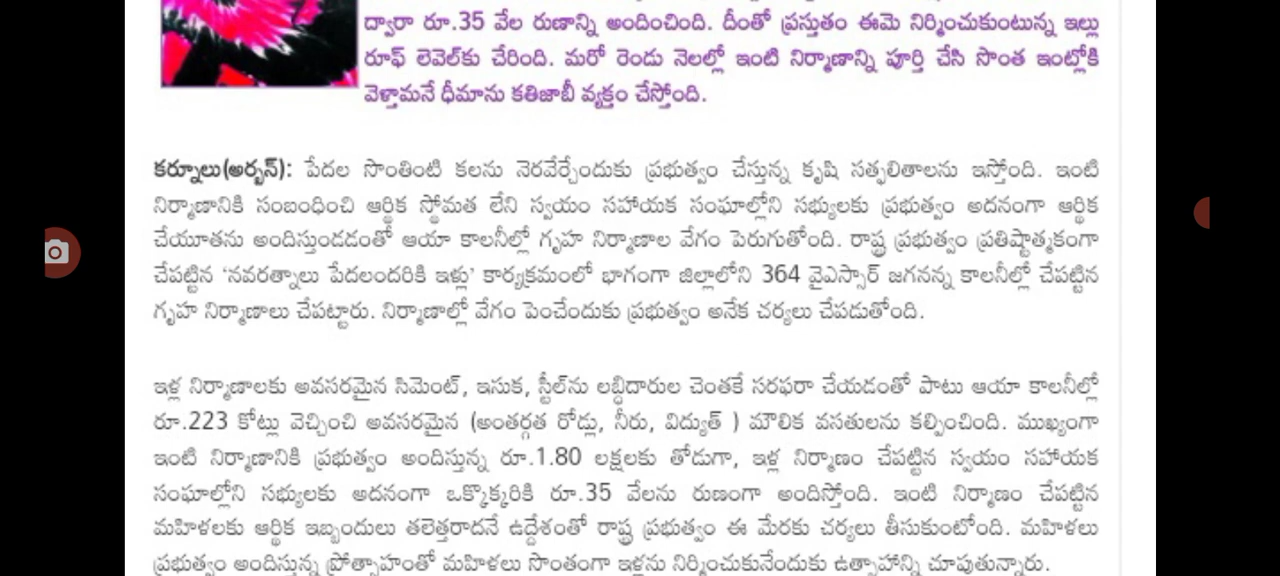 ద్వారా రూ.35 వేల రుణాన్ని అందించింది. దీంతో ప్రస్తుతం ఈమె నిర్మించుకుంటున్న ఇల్లు
రూఫ్ లెవెల్‌కు చేరింది. మరో రెండు నెలల్లో ఇంటి నిర్మాణాన్ని పూర్తి చేసి సొంత ఇంట్లోకి
వెళ్తామనే ధీమాను కతిజాబీ వ్యక్తం చేస్తోంది.
కర్నూలు(అర్బన్): పేదల సొంతింటి కలను నెరవేర్చేందుకు ప్రభుత్వం చేస్తున్న కృషి సత్ఫలితాలను ఇస్తోంది. ఇంటి
నిర్మాణానికి సంబంధించి ఆర్థిక స్థోమత లేని స్వయం సహాయక సంఘాల్లోని సభ్యులకు ప్రభుత్వం అదనంగా ఆర్థిక
చేయూతను అందిస్తుండడంతో ఆయా కాలనీల్లో గృహ నిర్మాణాల వేగం పెరుగుతోంది. రాష్ట్ర ప్రభుత్వం ప్రతిష్టాత్మకంగా
చేపట్టిన ‘నవరత్నాలు పేదలందరికి ఇళ్లు’ కార్యక్రమంలో భాగంగా జిల్లాలోని 364 వైఎస్సార్ జగనన్న కాలనీల్లో చేపట్టిన
గృహ నిర్మాణాలు చేపట్టారు. నిర్మాణాల్లో వేగం పెంచేందుకు ప్రభుత్వం అనేక చర్యలు చేపడుతోంది.
ఇళ్ల నిర్మాణాలకు అవసరమైన సిమెంట్, ఇసుక, స్టీల్‌ను లబ్ధిదారుల చెంతకే సరఫరా చేయడంతో పాటు ఆయా కాలనీల్లో
రూ.223 కోట్లు వెచ్చించి అవసరమైన (అంతర్గత రోడ్లు, నీరు, విద్యుత్ ) మౌలిక వసతులను కల్పించింది. ముఖ్యంగా
ఇంటి నిర్మాణానికి ప్రభుత్వం అందిస్తున్న రూ.1.80 లక్షలకు తోడుగా, ఇళ్ల నిర్మాణం చేపట్టిన స్వయం సహాయక
సంఘాల్లోని సభ్యులకు అదనంగా ఒక్కొక్కరికి రూ.35 వేలను రుణంగా అందిస్తోంది. ఇంటి నిర్మాణం చేపట్టిన
మహిళలకు ఆర్థిక ఇబ్బందులు తలెత్తరాదనే ఉద్దేశంతో రాష్ట్ర ప్రభుత్వం ఈ మేరకు చర్యలు తీసుకుంటోంది. మహిళలు
ప్రభుత్వం అందిస్తున్న ప్రోత్సాహంతో మహిళలు సొంతంగా ఇళ్లను నిర్మించుకునేందుకు ఉత్సాహాన్ని చూపుతున్నారు.